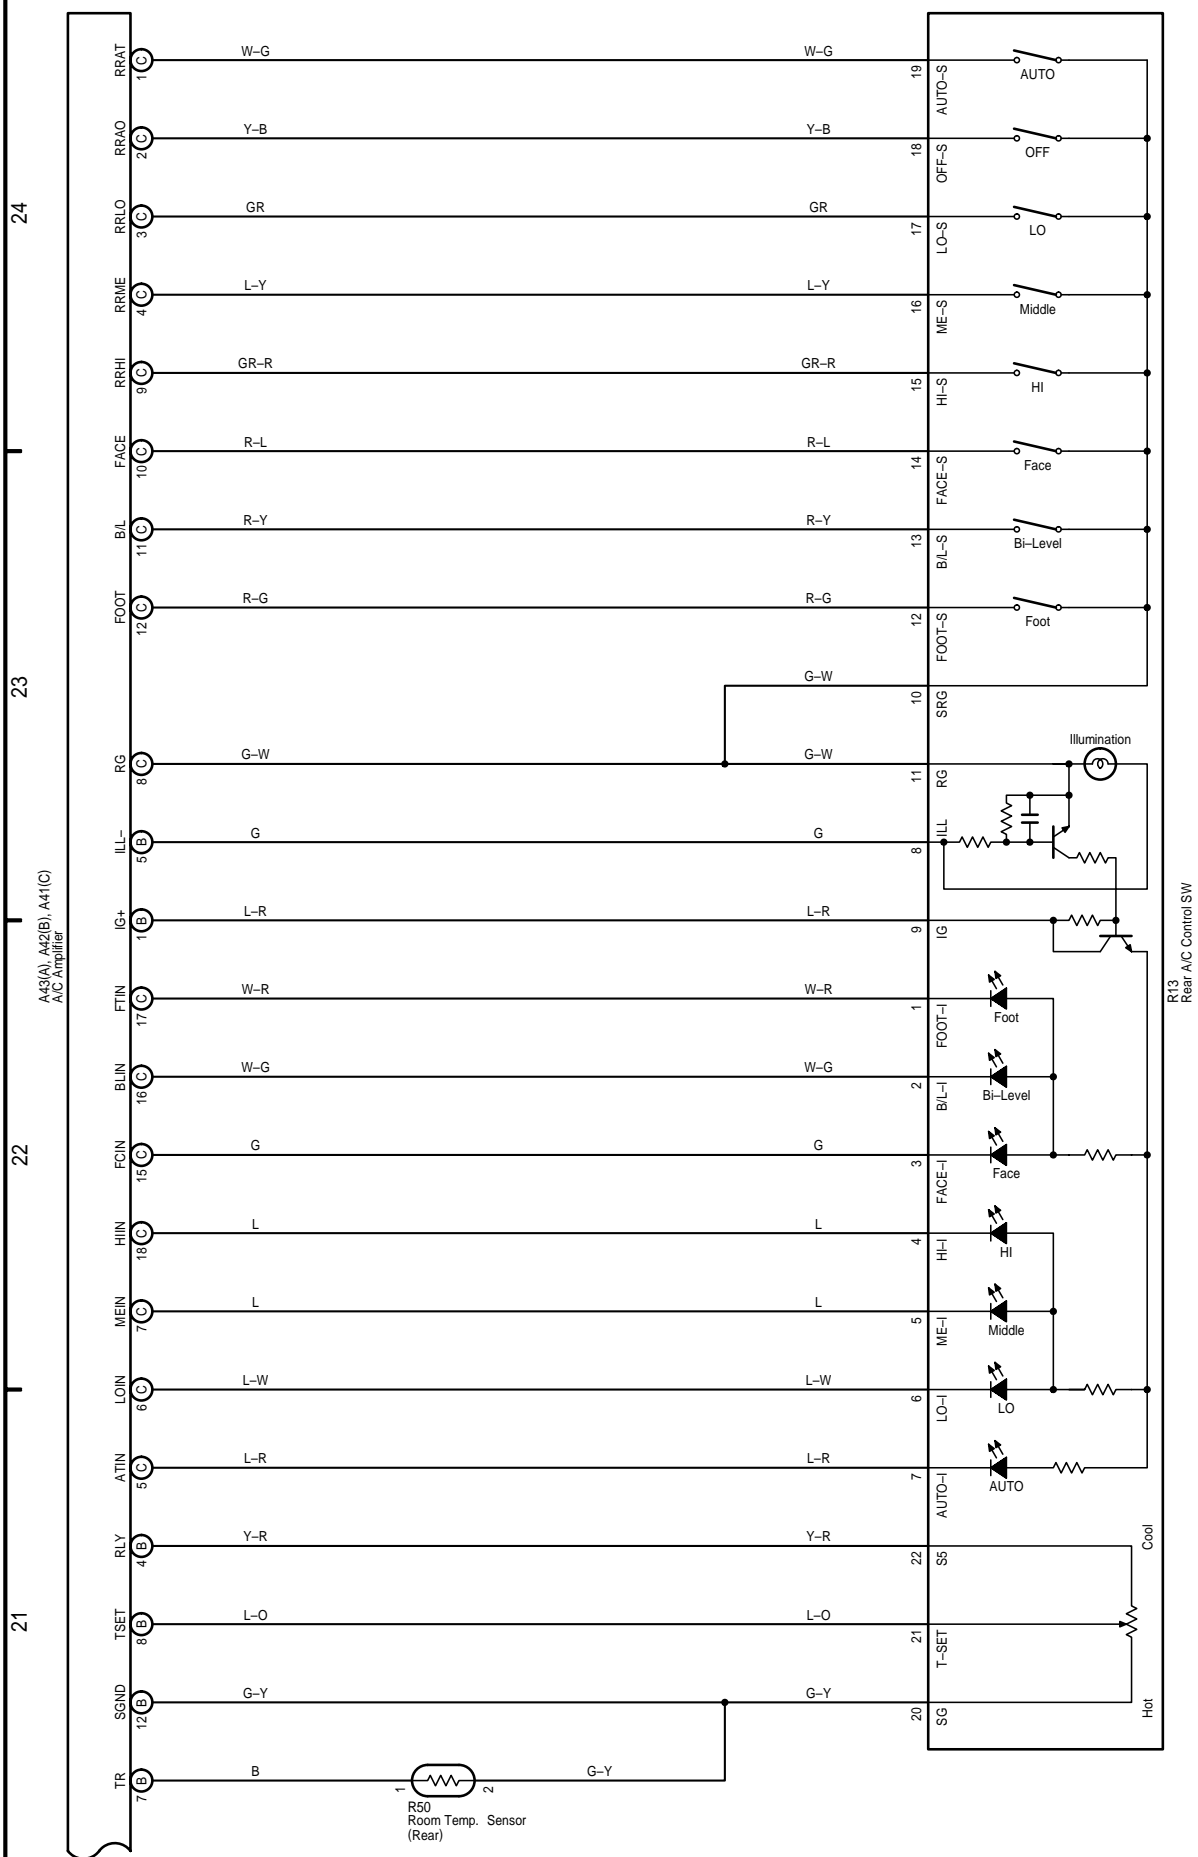 24
23
22
21
A43(A), A42(B), A41(C)
A/C Amplifier
RRAT 1 C W–G W–G 19 AUTO–S AUTO
RRAO 2 C Y–B Y–B 18 OFF–S OFF
RRLO 3 C GR GR 17 LO–S LO
RRME 4 C L–Y L–Y 16 ME–S Middle
RRHI 9 C GR–R GR–R 15 HI–S HI
FACE 10 C R–L R–L 14 FACE–S Face
B/L 11 C R–Y R–Y 13 B/L–S Bi–Level
FOOT 12 C R–G R–G 12 FOOT–S Foot
G–W 10 SRG
RG 8 C G–W G–W 11 RG Illumination
ILL– 5 B G G 8 ILL
IG+ 1 B L–R L–R 9 IG
FTIN 17 C W–R W–R 1 FOOT–I Foot
BLIN 16 C W–G W–G 2 B/L–I Bi–Level
FCIN 15 C G G 3 FACE–I Face
HIIN 18 C L L 4 HI–I HI
MEIN 7 C L L 5 ME–I Middle
LOIN 6 C L–W L–W 6 LO–I LO
ATIN 5 C L–R L–R 7 AUTO–I AUTO
RLY 4 B Y–R Y–R 22 S5 Cool
TSET 8 B L–O L–O 21 T–SET
SGND 12 B G–Y G–Y 20 SG Hot
TR 7 B B 1 2 G–Y
R50
Room Temp. Sensor
(Rear)
R13
Rear A/C Control SW